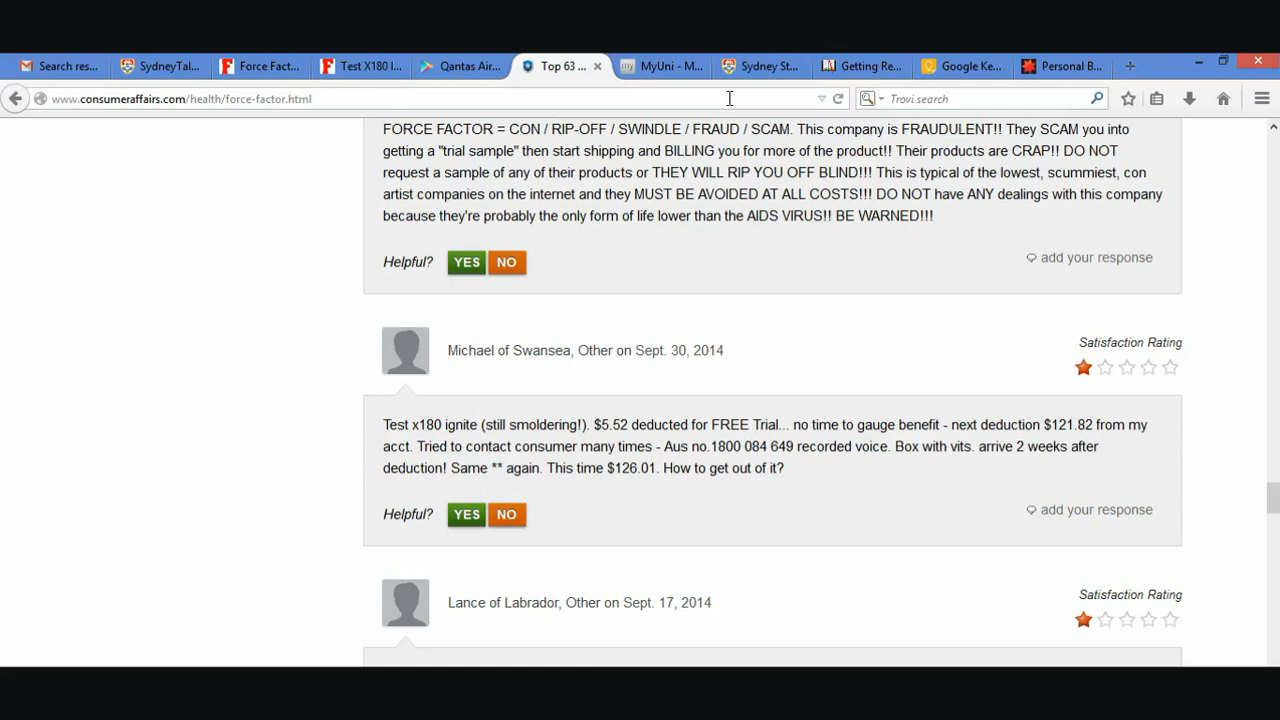 Search res...
SydneyTal...
Force Fact...
Test X180 I...
Qantas Air...
Top 63 ...
MyUni - M...
Sydney St...
Getting Re...
Google Ke...
Personal B...
www.consumeraffairs.com/health/force-factor.html
Trovi search
FORCE FACTOR = CON / RIP-OFF / SWINDLE / FRAUD / SCAM. This company is FRAUDULENT!! They SCAM you into
getting a "trial sample" then start shipping and BILLING you for more of the product!! Their products are CRAP!! DO NOT
request a sample of any of their products or THEY WILL RIP YOU OFF BLIND!!! This is typical of the lowest, scummiest, con
artist companies on the internet and they MUST BE AVOIDED AT ALL COSTS!!! DO NOT have ANY dealings with this company
because they're probably the only form of life lower than the AIDS VIRUS!! BE WARNED!!!
Helpful? YES NO
add your response
Michael of Swansea, Other on Sept. 30, 2014
Satisfaction Rating
Test x180 ignite (still smoldering!). $5.52 deducted for FREE Trial... no time to gauge benefit - next deduction $121.82 from my
acct. Tried to contact consumer many times - Aus no.1800 084 649 recorded voice. Box with vits. arrive 2 weeks after
deduction! Same ** again. This time $126.01. How to get out of it?
Helpful? YES NO
add your response
Lance of Labrador, Other on Sept. 17, 2014
Satisfaction Rating